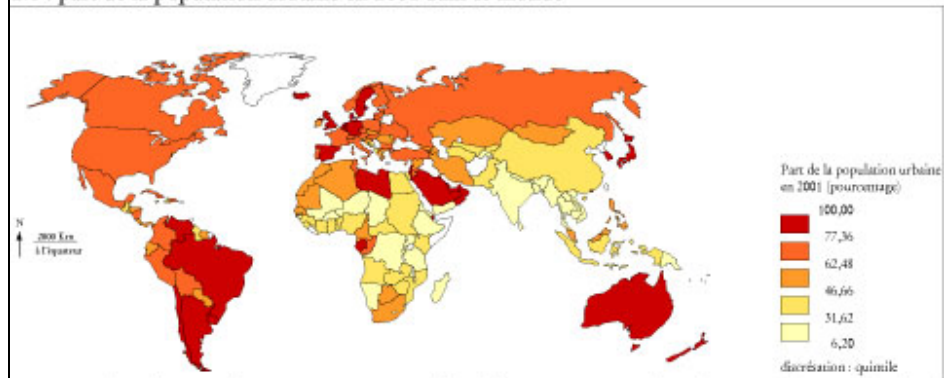 N
2000 Km
à l'équateur
Part de la population urbaine
en 2001 (pourcentage)
100,00
77,36
62,48
46,66
31,62
6,20
discrésation : quintile